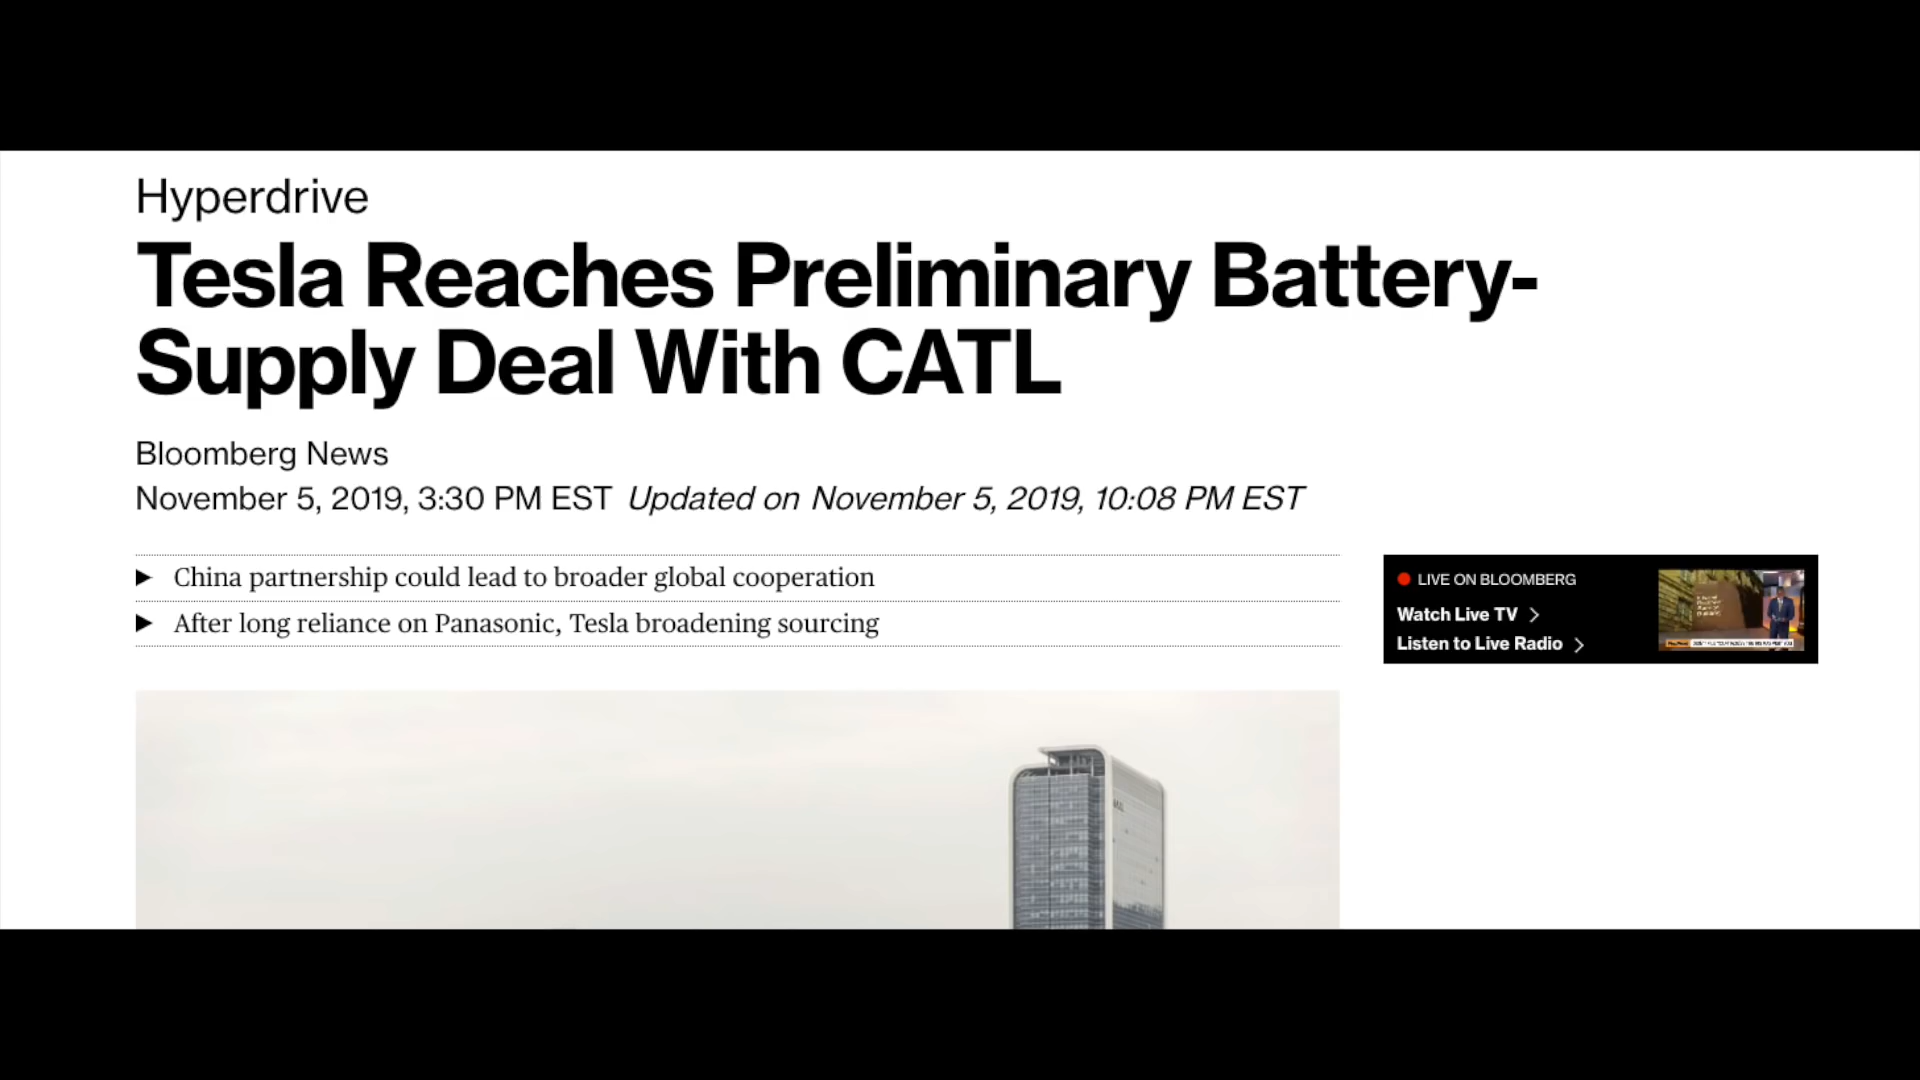 Hyperdrive
Tesla Reaches Preliminary Battery-
Supply Deal With CATL
Bloomberg News
November 5, 2019, 3:30 PM EST Updated on November 5, 2019, 10:08 PM EST
China partnership could lead to broader global cooperation
After long reliance on Panasonic, Tesla broadening sourcing
LIVE ON BLOOMBERG
Watch Live TV
Listen to Live Radio